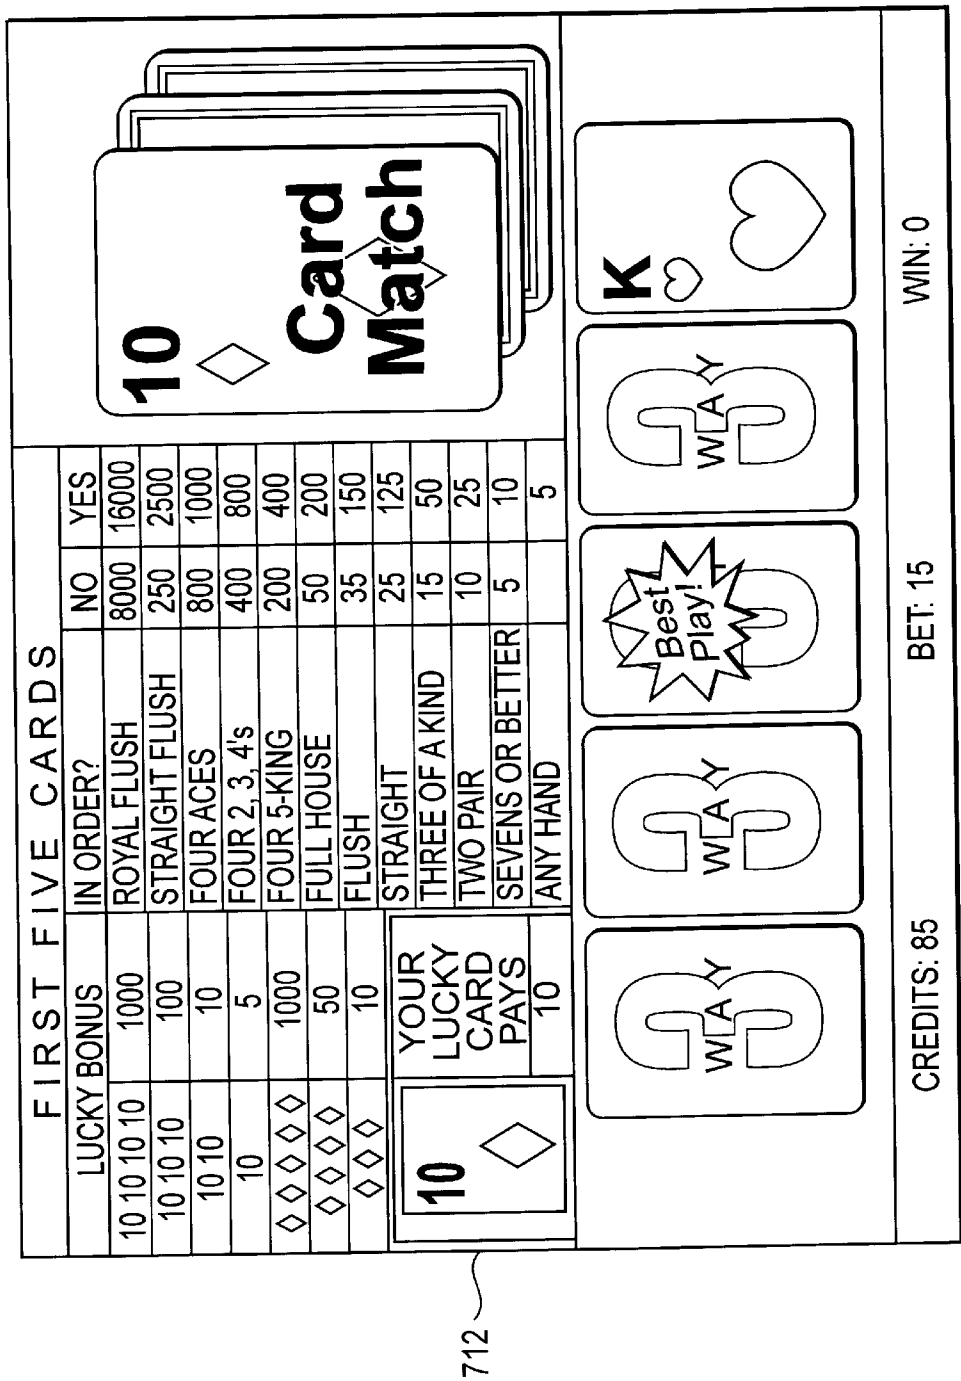 FIRST FIVE CARDS
LUCKY BONUS
10 10 10 10 1000
10 10 10 100
10 10 10
10 5
◇◇◇◇◇ 1000
◇◇◇◇ 50
◇◇◇ 10
10
◇
YOUR
LUCKY
CARD
PAYS
10
IN ORDER? NO YES
ROYAL FLUSH 8000 16000
STRAIGHT FLUSH 250 2500
FOUR ACES 800 1000
FOUR 2, 3, 4's 400 800
FOUR 5-KING 200 400
FULL HOUSE 50 200
FLUSH 35 150
STRAIGHT 25 125
THREE OF A KIND 15 50
TWO PAIR 10 25
SEVENS OR BETTER 5 10
ANY HAND 5
10
◇
Card
Match
3 WAY
3 WAY
Best
Play!
3 WAY
K
♡
CREDITS: 85 BET: 15 WIN: 0
712